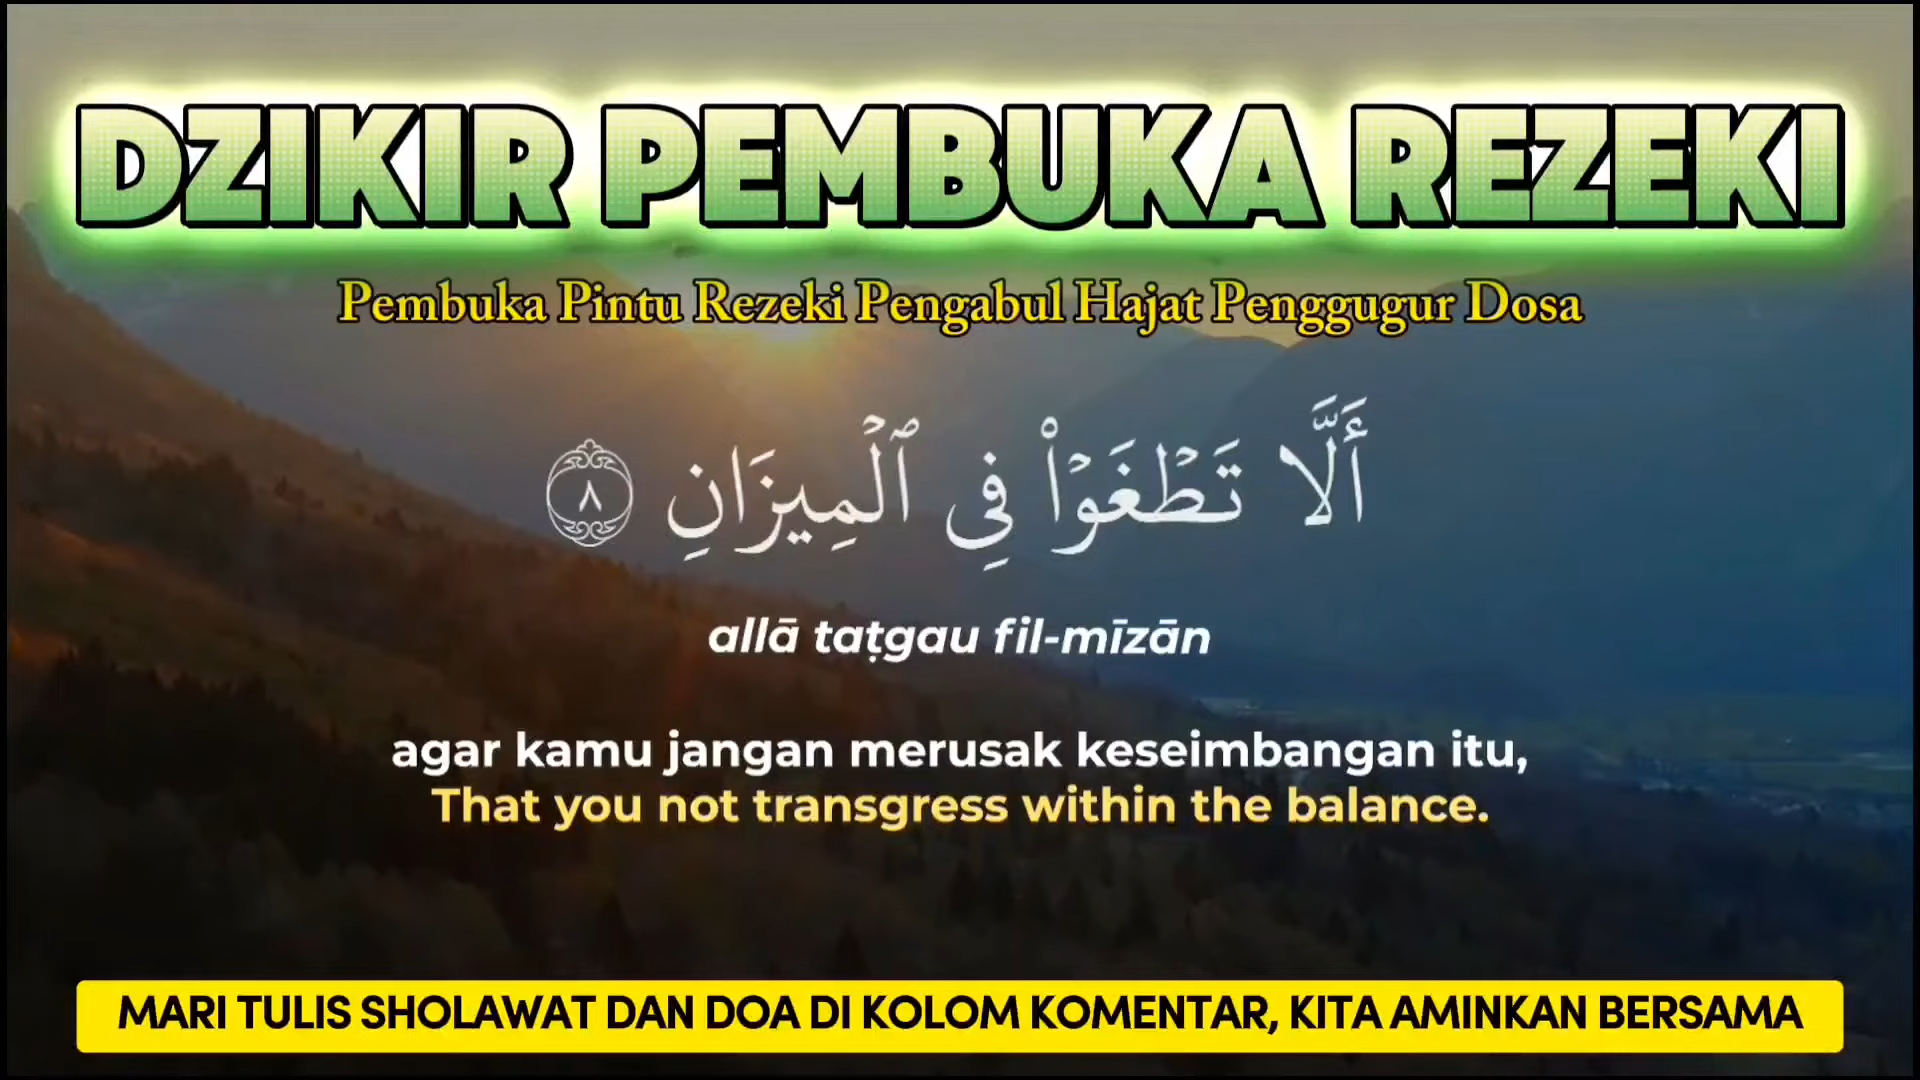 DZIKIR PEMBUKA REZEKI
Pembuka Pintu Rezeki Pengabul Hajat Penggugur Dosa
أَلَّا تَطْغَوْا۟ فِى ٱلْمِيزَانِ ٨
allā taṭgau fil-mīzān
agar kamu jangan merusak keseimbangan itu,
That you not transgress within the balance.
MARI TULIS SHOLAWAT DAN DOA DI KOLOM KOMENTAR, KITA AMINKAN BERSAMA